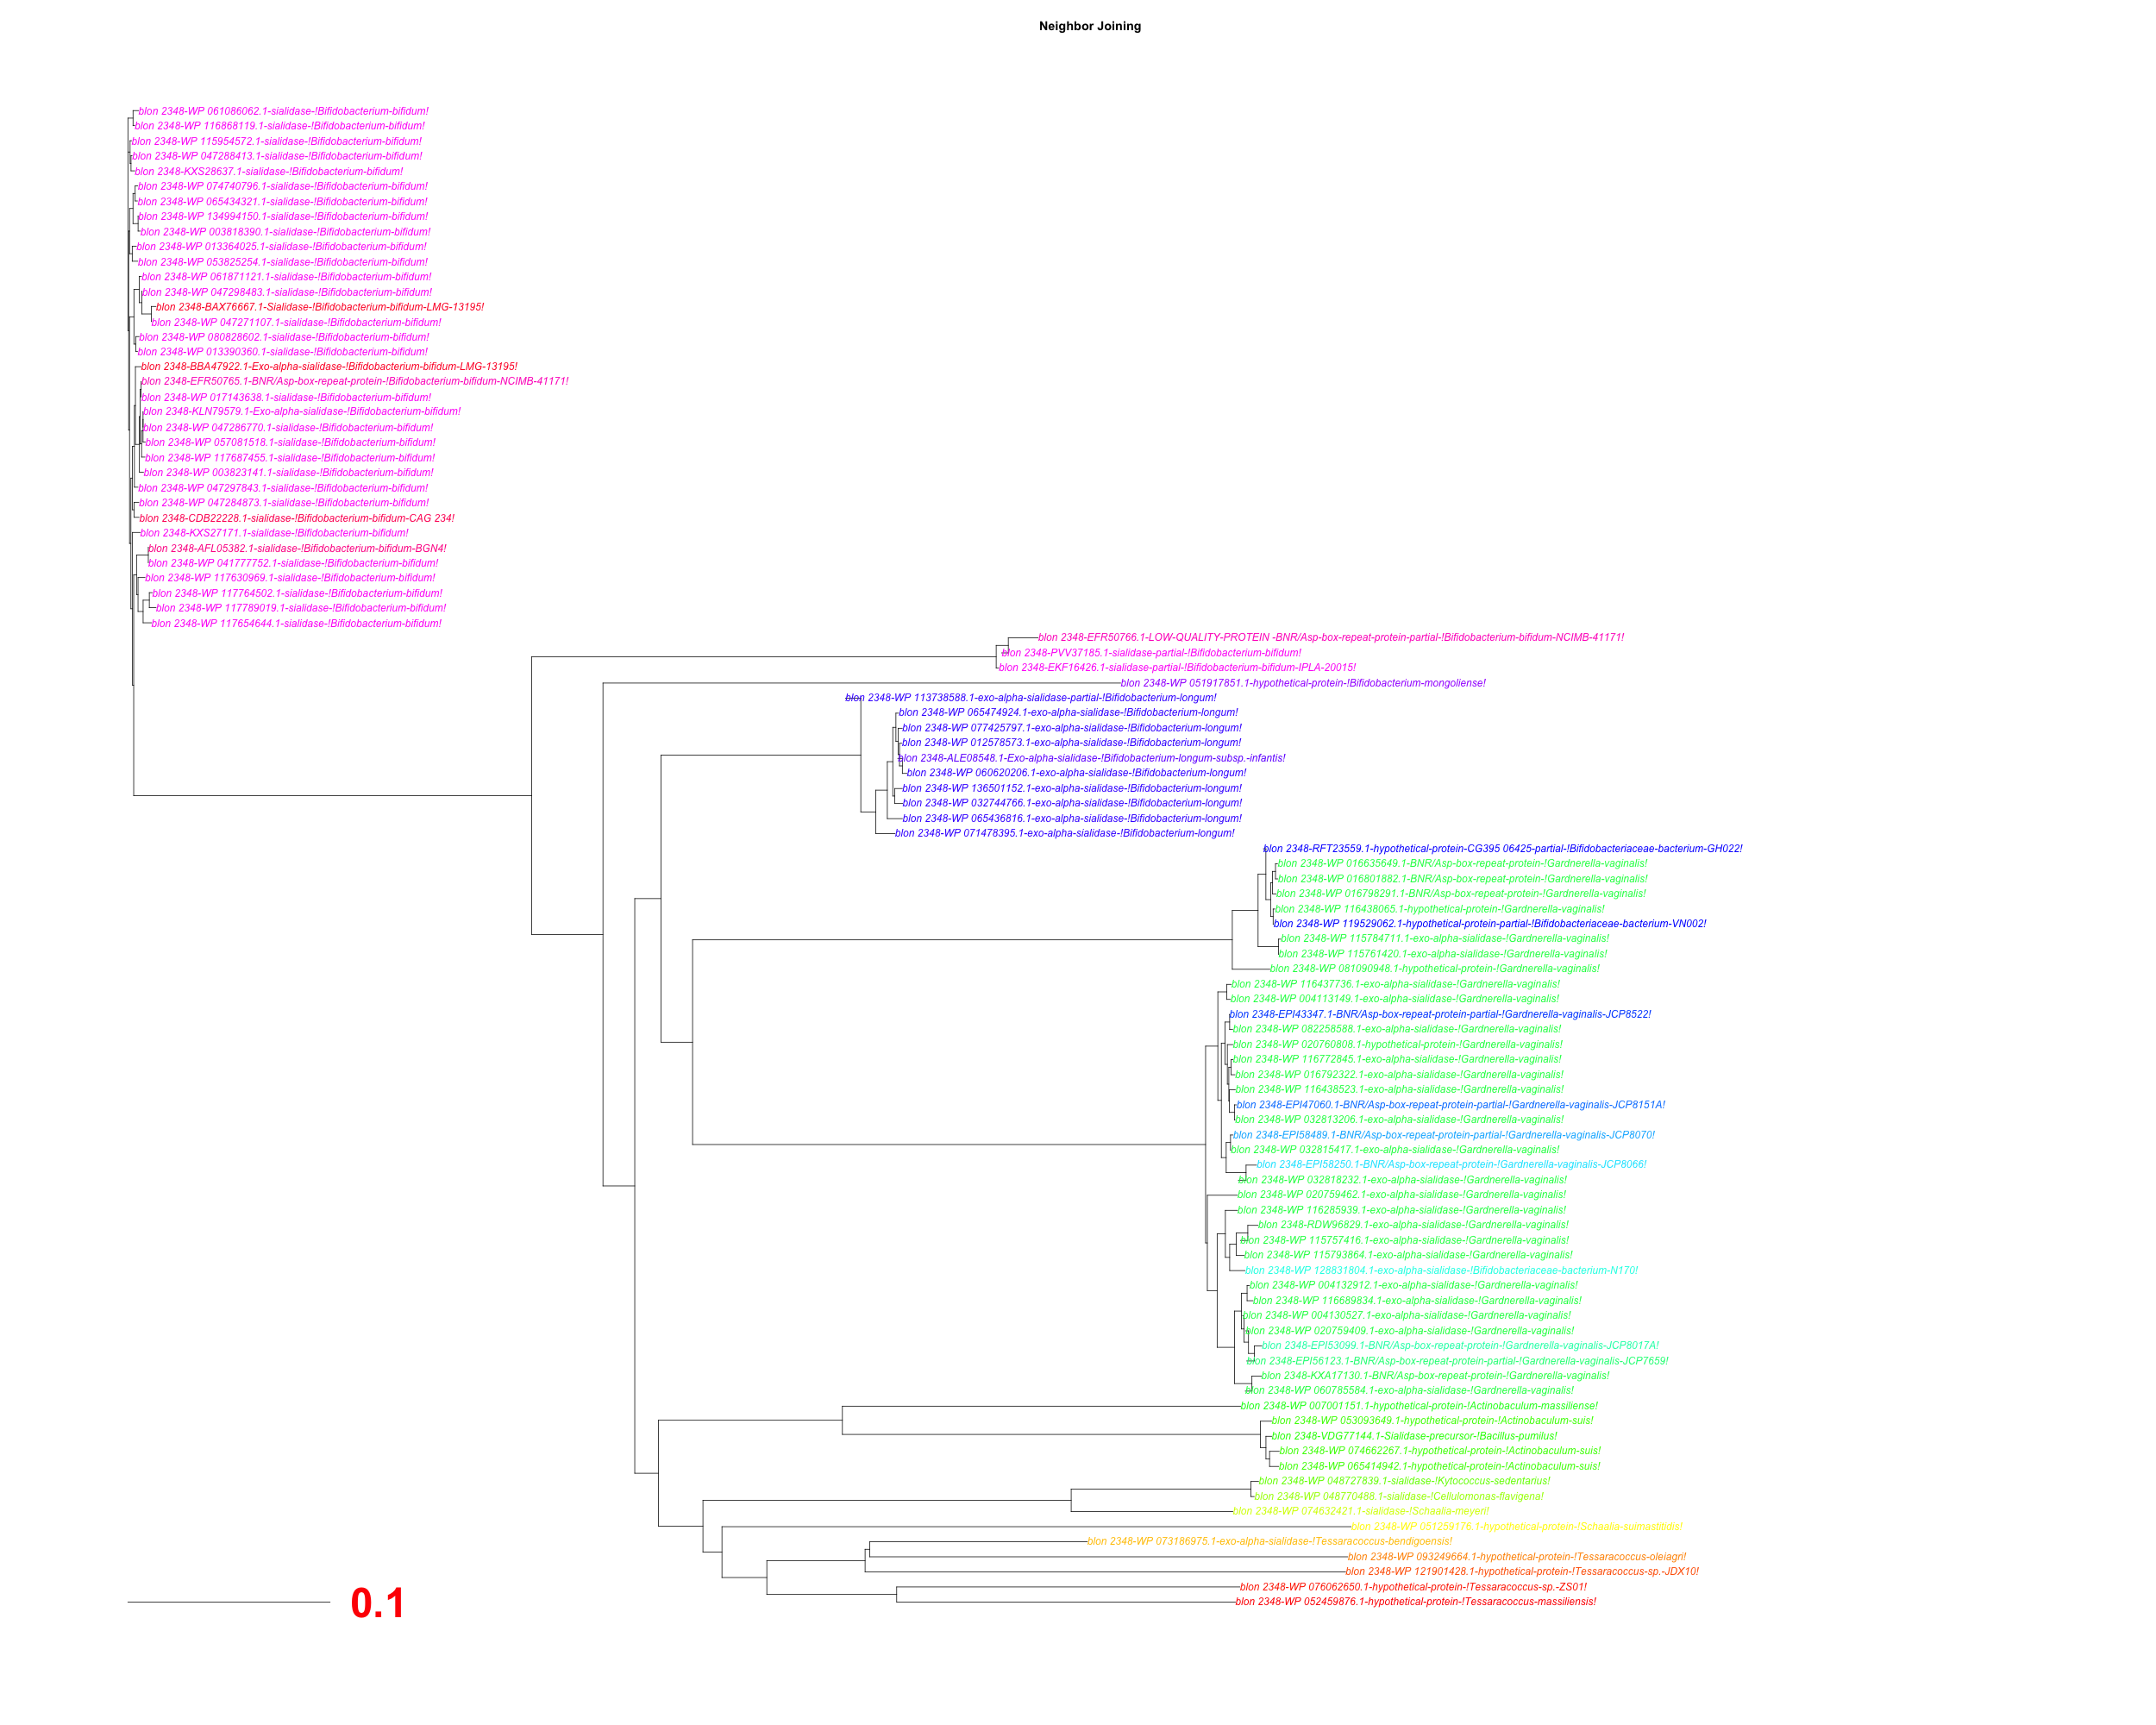 Neighbor Joining
blon 2348-WP 061086062.1-sialidase-!Bifidobacterium-bifidum!
blon 2348-WP 116868119.1-sialidase-!Bifidobacterium-bifidum!
blon 2348-WP 115954572.1-sialidase-!Bifidobacterium-bifidum!
blon 2348-WP 047288413.1-sialidase-!Bifidobacterium-bifidum!
blon 2348-KXS28637.1-sialidase-!Bifidobacterium-bifidum!
blon 2348-WP 074740796.1-sialidase-!Bifidobacterium-bifidum!
blon 2348-WP 065434321.1-sialidase-!Bifidobacterium-bifidum!
blon 2348-WP 134994150.1-sialidase-!Bifidobacterium-bifidum!
blon 2348-WP 003818390.1-sialidase-!Bifidobacterium-bifidum!
blon 2348-WP 013364025.1-sialidase-!Bifidobacterium-bifidum!
blon 2348-WP 053825254.1-sialidase-!Bifidobacterium-bifidum!
blon 2348-WP 061871121.1-sialidase-!Bifidobacterium-bifidum!
blon 2348-WP 047298483.1-sialidase-!Bifidobacterium-bifidum!
blon 2348-BAX76667.1-Sialidase-!Bifidobacterium-bifidum-LMG-13195!
blon 2348-WP 047271107.1-sialidase-!Bifidobacterium-bifidum!
blon 2348-WP 080828602.1-sialidase-!Bifidobacterium-bifidum!
blon 2348-WP 013390360.1-sialidase-!Bifidobacterium-bifidum!
blon 2348-BBA47922.1-Exo-alpha-sialidase-!Bifidobacterium-bifidum-LMG-13195!
blon 2348-EFR50765.1-BNR/Asp-box-repeat-protein-!Bifidobacterium-bifidum-NCIMB-41171!
blon 2348-WP 017143638.1-sialidase-!Bifidobacterium-bifidum!
blon 2348-KLN79579.1-Exo-alpha-sialidase-!Bifidobacterium-bifidum!
blon 2348-WP 047286770.1-sialidase-!Bifidobacterium-bifidum!
blon 2348-WP 057081518.1-sialidase-!Bifidobacterium-bifidum!
blon 2348-WP 117687455.1-sialidase-!Bifidobacterium-bifidum!
blon 2348-WP 003823141.1-sialidase-!Bifidobacterium-bifidum!
blon 2348-WP 047297843.1-sialidase-!Bifidobacterium-bifidum!
blon 2348-WP 047284873.1-sialidase-!Bifidobacterium-bifidum!
blon 2348-CDB22228.1-sialidase-!Bifidobacterium-bifidum-CAG 234!
blon 2348-KXS27171.1-sialidase-!Bifidobacterium-bifidum!
blon 2348-AFL05382.1-sialidase-!Bifidobacterium-bifidum-BGN4!
blon 2348-WP 041777752.1-sialidase-!Bifidobacterium-bifidum!
blon 2348-WP 117630969.1-sialidase-!Bifidobacterium-bifidum!
blon 2348-WP 117764502.1-sialidase-!Bifidobacterium-bifidum!
blon 2348-WP 117789019.1-sialidase-!Bifidobacterium-bifidum!
blon 2348-WP 117654644.1-sialidase-!Bifidobacterium-bifidum!
blon 2348-EFR50766.1-LOW-QUALITY-PROTEIN -BNR/Asp-box-repeat-protein-partial-!Bifidobacterium-bifidum-NCIMB-41171!
blon 2348-PVV37185.1-sialidase-partial-!Bifidobacterium-bifidum!
blon 2348-EKF16426.1-sialidase-partial-!Bifidobacterium-bifidum-IPLA-20015!
blon 2348-WP 051917851.1-hypothetical-protein-!Bifidobacterium-mongoliense!
blon 2348-WP 113738588.1-exo-alpha-sialidase-partial-!Bifidobacterium-longum!
blon 2348-WP 065474924.1-exo-alpha-sialidase-!Bifidobacterium-longum!
blon 2348-WP 077425797.1-exo-alpha-sialidase-!Bifidobacterium-longum!
blon 2348-WP 012578573.1-exo-alpha-sialidase-!Bifidobacterium-longum!
blon 2348-ALE08548.1-Exo-alpha-sialidase-!Bifidobacterium-longum-subsp.-infantis!
blon 2348-WP 060620206.1-exo-alpha-sialidase-!Bifidobacterium-longum!
blon 2348-WP 136501152.1-exo-alpha-sialidase-!Bifidobacterium-longum!
blon 2348-WP 032744766.1-exo-alpha-sialidase-!Bifidobacterium-longum!
blon 2348-WP 065436816.1-exo-alpha-sialidase-!Bifidobacterium-longum!
blon 2348-WP 071478395.1-exo-alpha-sialidase-!Bifidobacterium-longum!
blon 2348-RFT23559.1-hypothetical-protein-CG395 06425-partial-!Bifidobacteriaceae-bacterium-GH022!
blon 2348-WP 016635649.1-BNR/Asp-box-repeat-protein-!Gardnerella-vaginalis!
blon 2348-WP 016801882.1-BNR/Asp-box-repeat-protein-!Gardnerella-vaginalis!
blon 2348-WP 016798291.1-BNR/Asp-box-repeat-protein-!Gardnerella-vaginalis!
blon 2348-WP 116438065.1-hypothetical-protein-!Gardnerella-vaginalis!
blon 2348-WP 119529062.1-hypothetical-protein-partial-!Bifidobacteriaceae-bacterium-VN002!
blon 2348-WP 115784711.1-exo-alpha-sialidase-!Gardnerella-vaginalis!
blon 2348-WP 115761420.1-exo-alpha-sialidase-!Gardnerella-vaginalis!
blon 2348-WP 081090948.1-hypothetical-protein-!Gardnerella-vaginalis!
blon 2348-WP 116437736.1-exo-alpha-sialidase-!Gardnerella-vaginalis!
blon 2348-WP 004113149.1-exo-alpha-sialidase-!Gardnerella-vaginalis!
blon 2348-EPI43347.1-BNR/Asp-box-repeat-protein-partial-!Gardnerella-vaginalis-JCP8522!
blon 2348-WP 082258588.1-exo-alpha-sialidase-!Gardnerella-vaginalis!
blon 2348-WP 020760808.1-hypothetical-protein-!Gardnerella-vaginalis!
blon 2348-WP 116772845.1-exo-alpha-sialidase-!Gardnerella-vaginalis!
blon 2348-WP 016792322.1-exo-alpha-sialidase-!Gardnerella-vaginalis!
blon 2348-WP 116438523.1-exo-alpha-sialidase-!Gardnerella-vaginalis!
blon 2348-EPI47060.1-BNR/Asp-box-repeat-protein-partial-!Gardnerella-vaginalis-JCP8151A!
blon 2348-WP 032813206.1-exo-alpha-sialidase-!Gardnerella-vaginalis!
blon 2348-EPI58489.1-BNR/Asp-box-repeat-protein-partial-!Gardnerella-vaginalis-JCP8070!
blon 2348-WP 032815417.1-exo-alpha-sialidase-!Gardnerella-vaginalis!
blon 2348-EPI58250.1-BNR/Asp-box-repeat-protein-!Gardnerella-vaginalis-JCP8066!
blon 2348-WP 032818232.1-exo-alpha-sialidase-!Gardnerella-vaginalis!
blon 2348-WP 020759462.1-exo-alpha-sialidase-!Gardnerella-vaginalis!
blon 2348-WP 116285939.1-exo-alpha-sialidase-!Gardnerella-vaginalis!
blon 2348-RDW96829.1-exo-alpha-sialidase-!Gardnerella-vaginalis!
blon 2348-WP 115757416.1-exo-alpha-sialidase-!Gardnerella-vaginalis!
blon 2348-WP 115793864.1-exo-alpha-sialidase-!Gardnerella-vaginalis!
blon 2348-WP 128831804.1-exo-alpha-sialidase-!Bifidobacteriaceae-bacterium-N170!
blon 2348-WP 004132912.1-exo-alpha-sialidase-!Gardnerella-vaginalis!
blon 2348-WP 116689834.1-exo-alpha-sialidase-!Gardnerella-vaginalis!
blon 2348-WP 004130527.1-exo-alpha-sialidase-!Gardnerella-vaginalis!
blon 2348-WP 020759409.1-exo-alpha-sialidase-!Gardnerella-vaginalis!
blon 2348-EPI53099.1-BNR/Asp-box-repeat-protein-!Gardnerella-vaginalis-JCP8017A!
blon 2348-EPI56123.1-BNR/Asp-box-repeat-protein-partial-!Gardnerella-vaginalis-JCP7659!
blon 2348-KXA17130.1-BNR/Asp-box-repeat-protein-!Gardnerella-vaginalis!
blon 2348-WP 060785584.1-exo-alpha-sialidase-!Gardnerella-vaginalis!
blon 2348-WP 007001151.1-hypothetical-protein-!Actinobaculum-massiliense!
blon 2348-WP 053093649.1-hypothetical-protein-!Actinobaculum-suis!
blon 2348-VDG77144.1-Sialidase-precursor-!Bacillus-pumilus!
blon 2348-WP 074662267.1-hypothetical-protein-!Actinobaculum-suis!
blon 2348-WP 065414942.1-hypothetical-protein-!Actinobaculum-suis!
blon 2348-WP 048727839.1-sialidase-!Kytococcus-sedentarius!
blon 2348-WP 048770488.1-sialidase-!Cellulomonas-flavigena!
blon 2348-WP 074632421.1-sialidase-!Schaalia-meyeri!
blon 2348-WP 051259176.1-hypothetical-protein-!Schaalia-suimastitidis!
blon 2348-WP 073186975.1-exo-alpha-sialidase-!Tessaracoccus-bendigoensis!
blon 2348-WP 093249664.1-hypothetical-protein-!Tessaracoccus-oleiagri!
blon 2348-WP 121901428.1-hypothetical-protein-!Tessaracoccus-sp.-JDX10!
blon 2348-WP 076062650.1-hypothetical-protein-!Tessaracoccus-sp.-ZS01!
blon 2348-WP 052459876.1-hypothetical-protein-!Tessaracoccus-massiliensis!
0.1